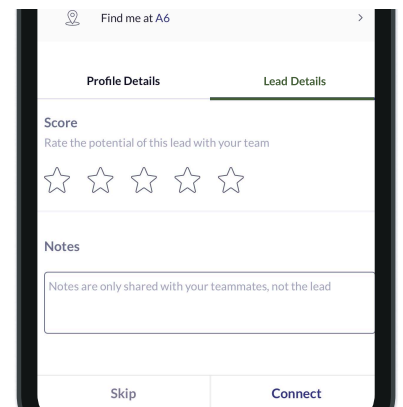 Find me at A6
Profile Details
Lead Details
Score
Rate the potential of this lead with your team
Notes
Notes are only shared with your teammates, not the lead
Skip
Connect